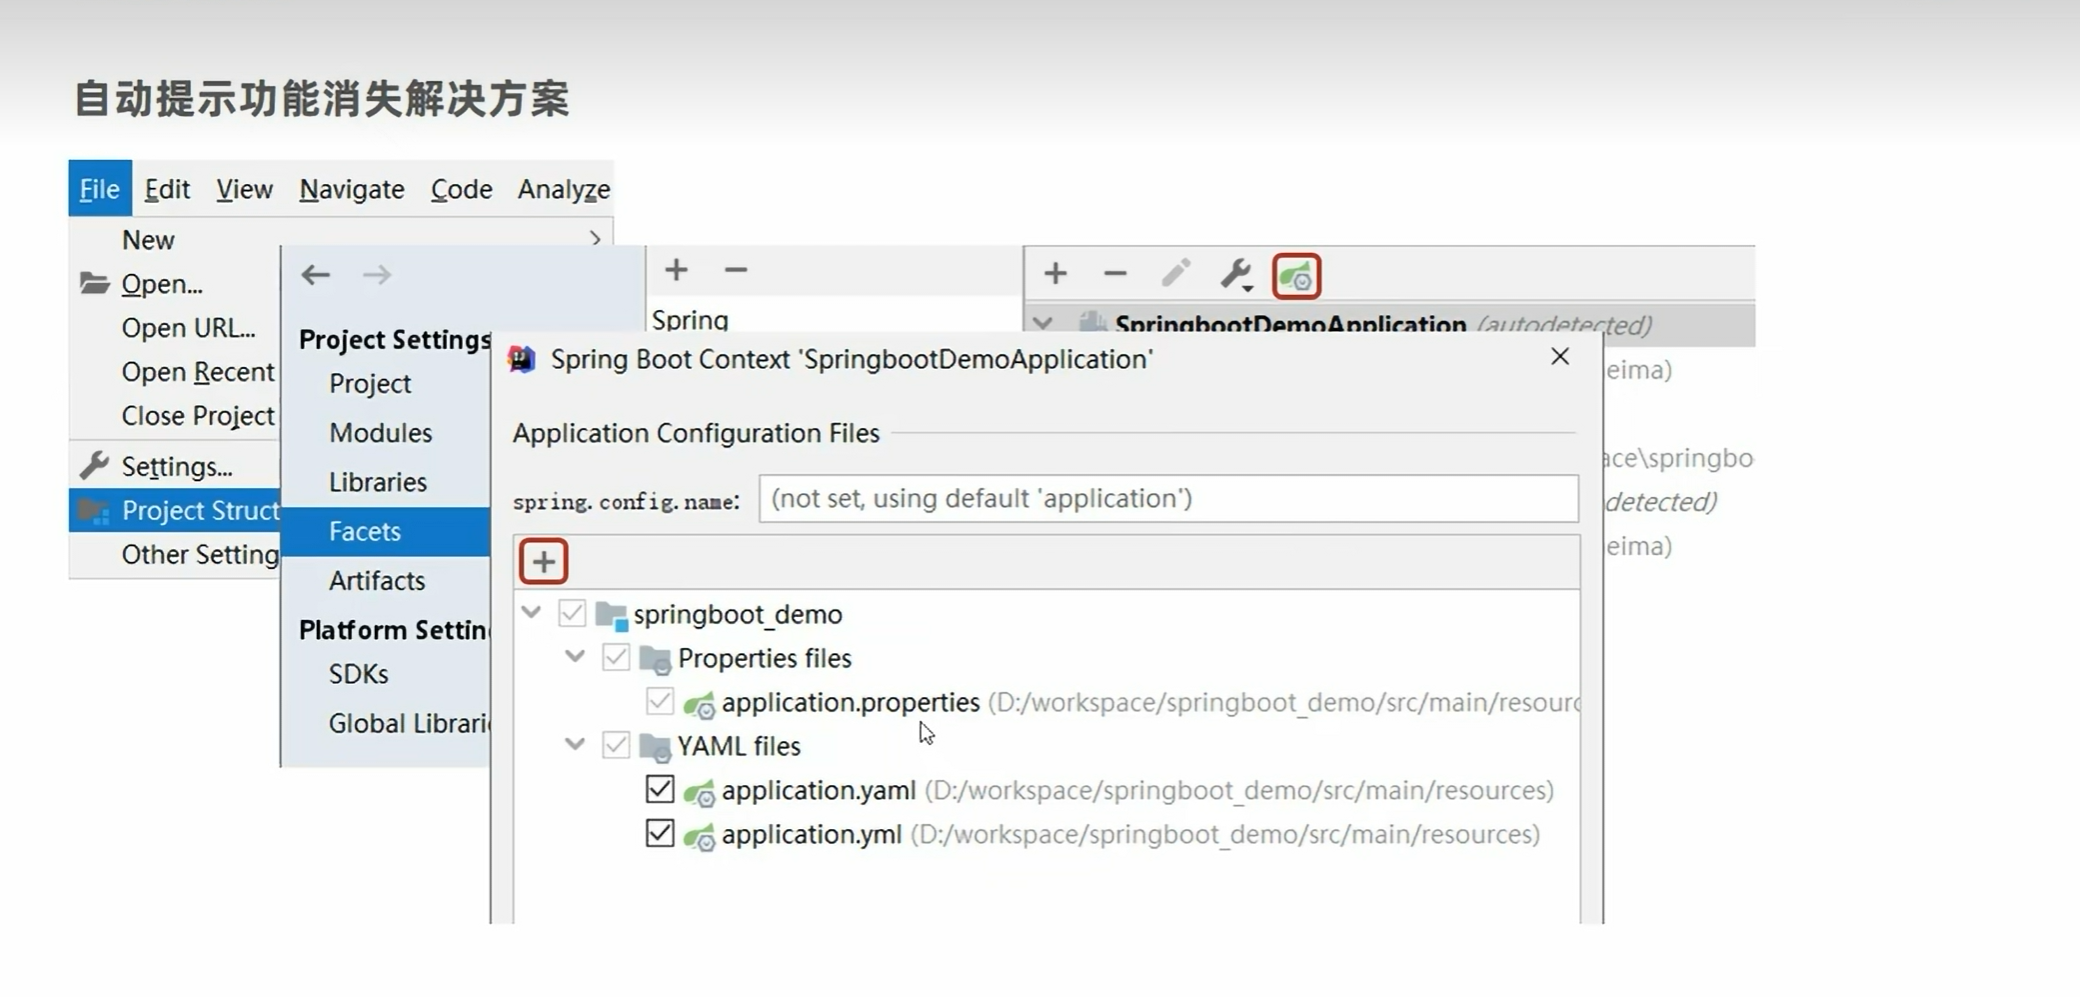 自动提示功能消失解决方案
File Edit View Navigate Code Analyze
New
Open...
Open URL...
Open Recent
Close Project
Settings...
Project Struct
Other Setting
Project Settings
Project
Modules
Libraries
Facets
Artifacts
Platform Settin
SDKs
Global Librari
Spring
SpringbootDemoApplication (autodetected)
eima)
ace\springbo
detected)
eima)
Spring Boot Context 'SpringbootDemoApplication'
Application Configuration Files
spring.config.name: (not set, using default 'application')
springboot_demo
Properties files
application.properties (D:/workspace/springboot_demo/src/main/resourc
YAML files
application.yaml (D:/workspace/springboot_demo/src/main/resources)
application.yml (D:/workspace/springboot_demo/src/main/resources)